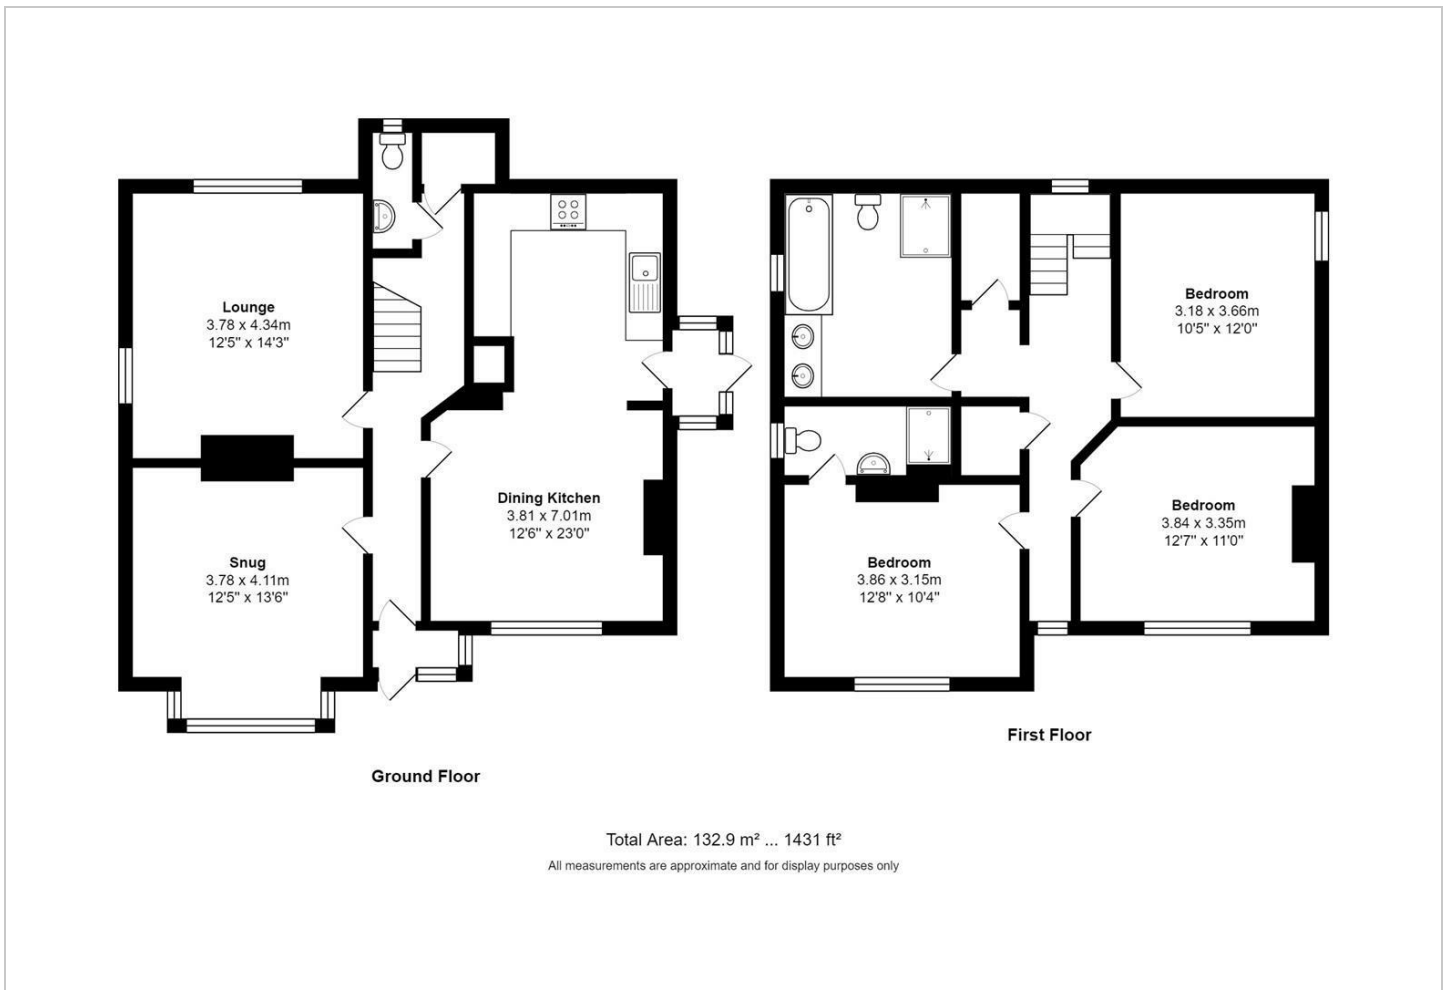 Lounge
3.78 x 4.34m
12'5" x 14'3"
Snug
3.78 x 4.11m
12'5" x 13'6"
Dining Kitchen
3.81 x 7.01m
12'6" x 23'0"
Ground Floor
Bedroom
3.18 x 3.66m
10'5" x 12'0"
Bedroom
3.84 x 3.35m
12'7" x 11'0"
Bedroom
3.86 x 3.15m
12'8" x 10'4"
First Floor
Total Area: 132.9 m² ... 1431 ft²
All measurements are approximate and for display purposes only